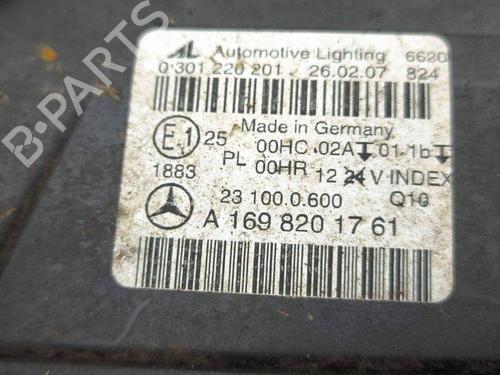 AL Automotive Lighting 6620
0 301 220 201 26.02.07 824
Made in Germany
E1 25 00HC 02A 01 1b
PL 00HR 12 24 V INDEX
1883
23 100.0.600 Q10
A 169 820 17 61
B-PARTS